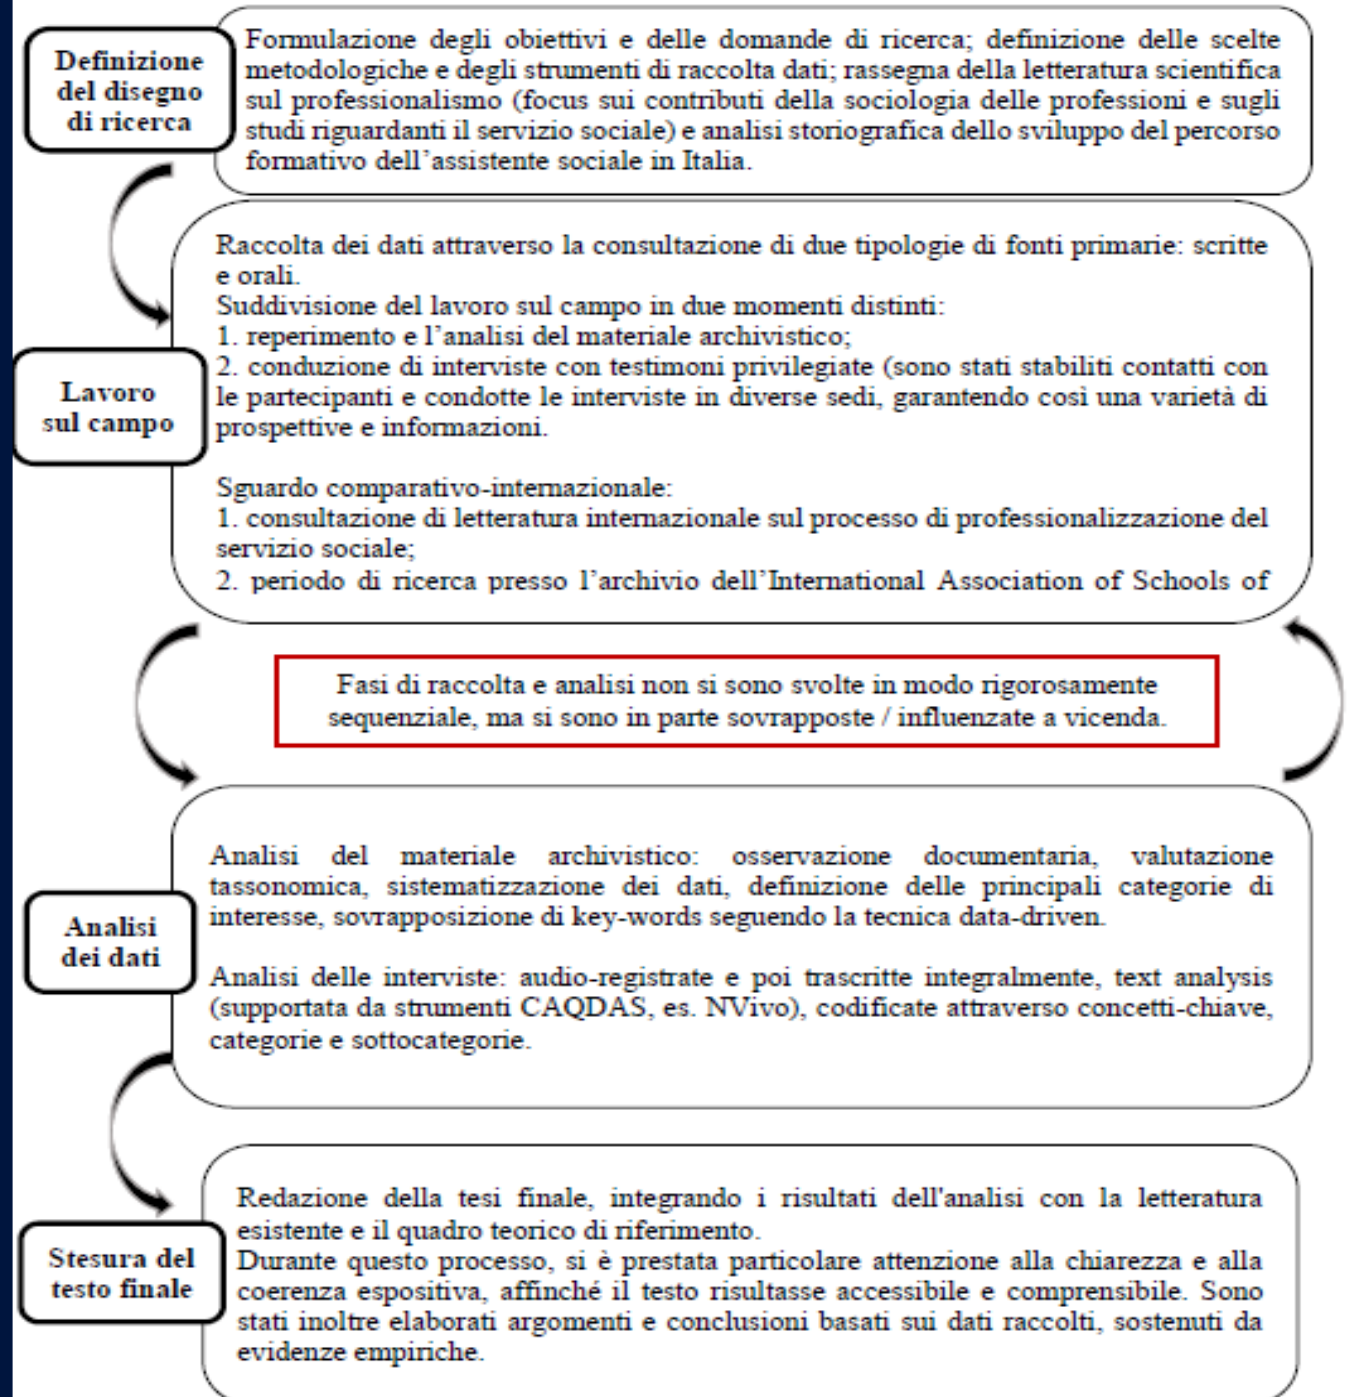 Definizione
del disegno
di ricerca
Formulazione degli obiettivi e delle domande di ricerca; definizione delle scelte
metodologiche e degli strumenti di raccolta dati; rassegna della letteratura scientifica
sul professionalismo (focus sui contributi della sociologia delle professioni e sugli
studi riguardanti il servizio sociale) e analisi storiografica dello sviluppo del percorso
formativo dell’assistente sociale in Italia.
Lavoro
sul campo
Raccolta dei dati attraverso la consultazione di due tipologie di fonti primarie: scritte
e orali.
Suddivisione del lavoro sul campo in due momenti distinti:
1. reperimento e l’analisi del materiale archivistico;
2. conduzione di interviste con testimoni privilegiate (sono stati stabiliti contatti con
le partecipanti e condotte le interviste in diverse sedi, garantendo così una varietà di
prospettive e informazioni.
Sguardo comparativo-internazionale:
1. consultazione di letteratura internazionale sul processo di professionalizzazione del
servizio sociale;
2. periodo di ricerca presso l’archivio dell’International Association of Schools of
Fasi di raccolta e analisi non si sono svolte in modo rigorosamente
sequenziale, ma si sono in parte sovrapposte / influenzate a vicenda.
Analisi
dei dati
Analisi del materiale archivistico: osservazione documentaria, valutazione
tassonomica, sistematizzazione dei dati, definizione delle principali categorie di
interesse, sovrapposizione di key-words seguendo la tecnica data-driven.
Analisi delle interviste: audio-registrate e poi trascritte integralmente, text analysis
(supportata da strumenti CAQDAS, es. NVivo), codificate attraverso concetti-chiave,
categorie e sottocategorie.
Stesura del
testo finale
Redazione della tesi finale, integrando i risultati dell'analisi con la letteratura
esistente e il quadro teorico di riferimento.
Durante questo processo, si è prestata particolare attenzione alla chiarezza e alla
coerenza espositiva, affinché il testo risultasse accessibile e comprensibile. Sono
stati inoltre elaborati argomenti e conclusioni basati sui dati raccolti, sostenuti da
evidenze empiriche.